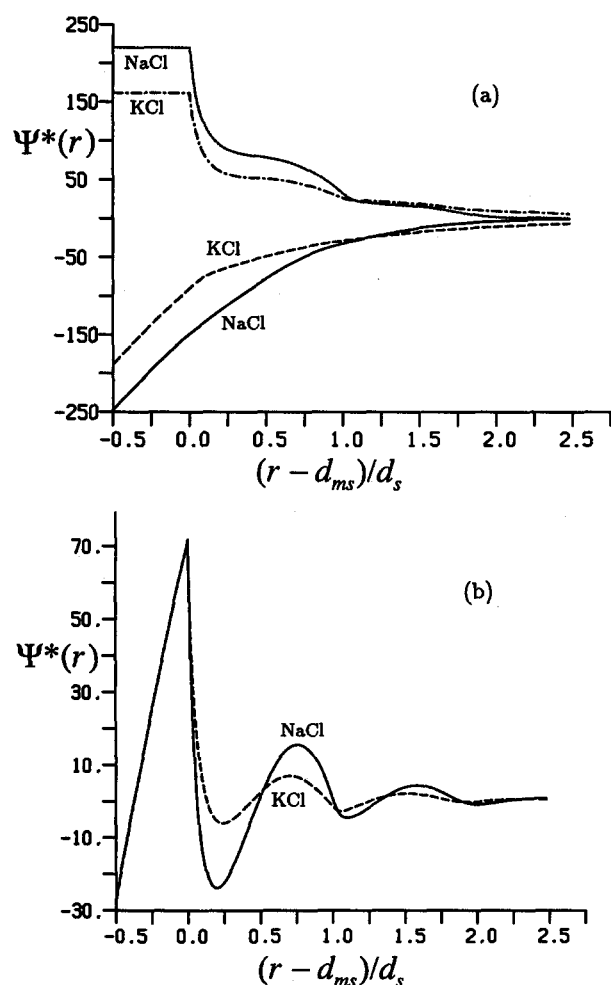 250
NaCl
(a)
150
KCl
Ψ*(r)
50
-50
KCl
NaCl
-150
-250
-0.5 0.0 0.5 1.0 1.5 2.0 2.5
(r − d_ms)/d_s
70.
(b)
50.
Ψ*(r)
30.
NaCl
10.
KCl
-10.
-30.
-0.5 0.0 0.5 1.0 1.5 2.0 2.5
(r − d_ms)/d_s